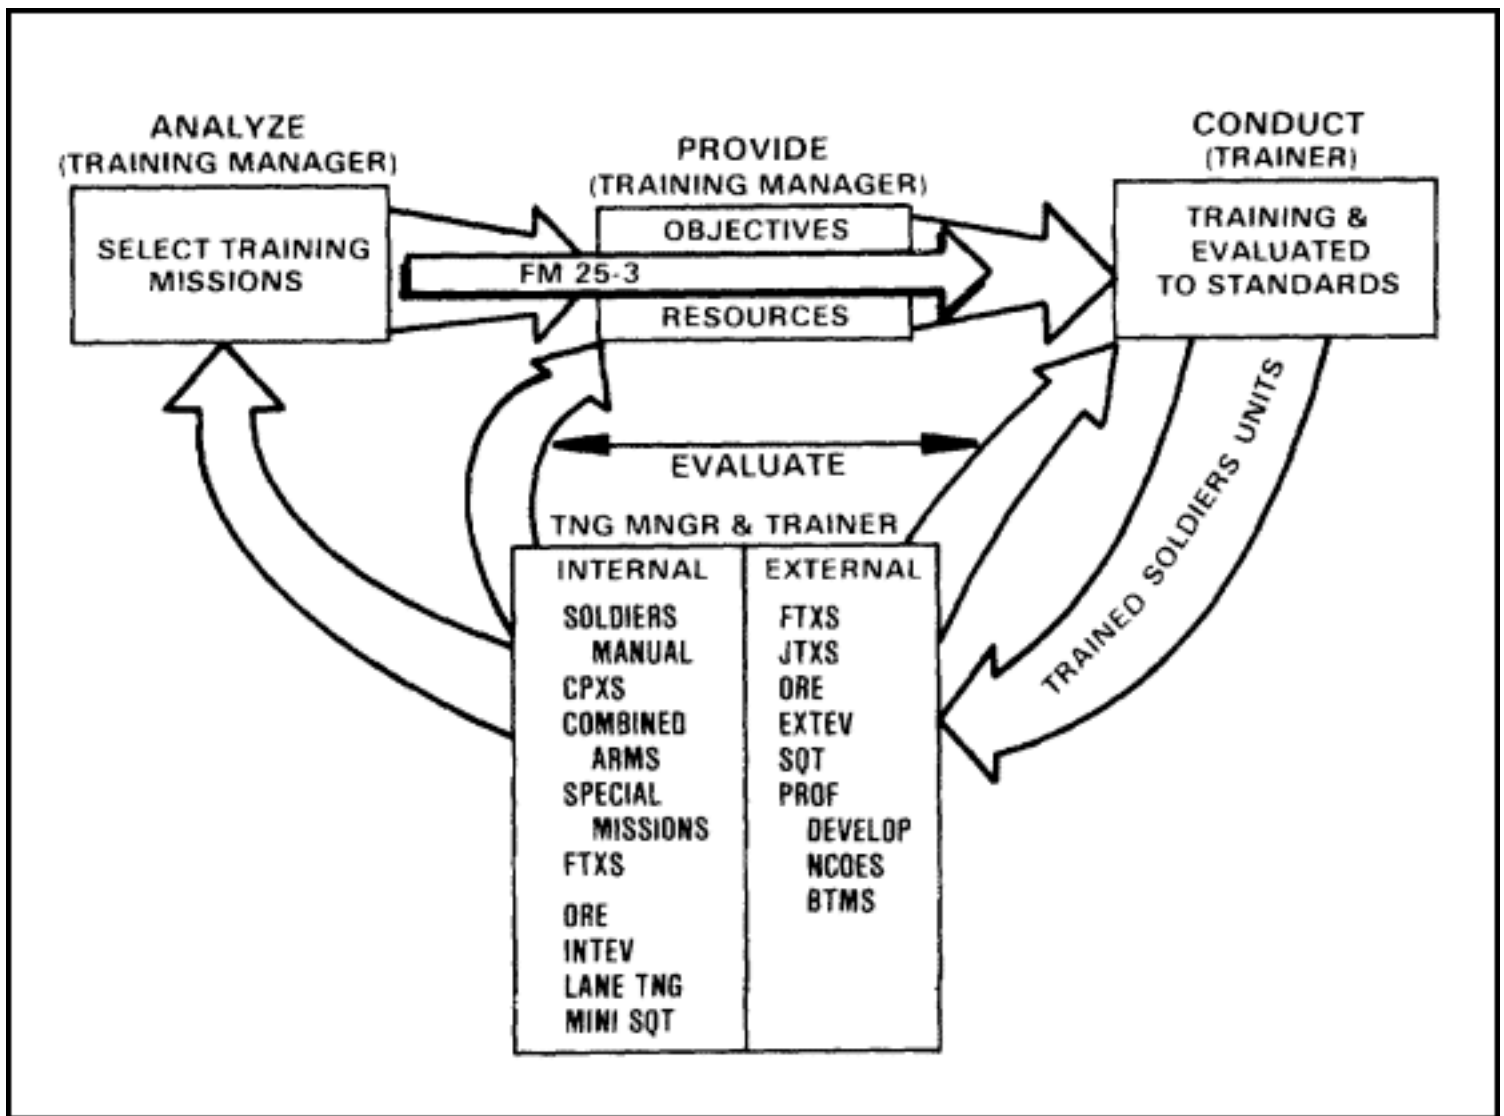 ANALYZE
(TRAINING MANAGER)
SELECT TRAINING
MISSIONS
PROVIDE
(TRAINING MANAGER)
OBJECTIVES
FM 25-3
RESOURCES
CONDUCT
(TRAINER)
TRAINING &
EVALUATED
TO STANDARDS
TRAINED SOLDIERS UNITS
EVALUATE
TNG MNGR & TRAINER
INTERNAL
SOLDIERS
MANUAL
CPXS
COMBINED
ARMS
SPECIAL
MISSIONS
FTXS
ORE
INTEV
LANE TNG
MINI SQT
EXTERNAL
FTXS
JTXS
ORE
EXTEV
SQT
PROF
DEVELOP
NCOES
BTMS